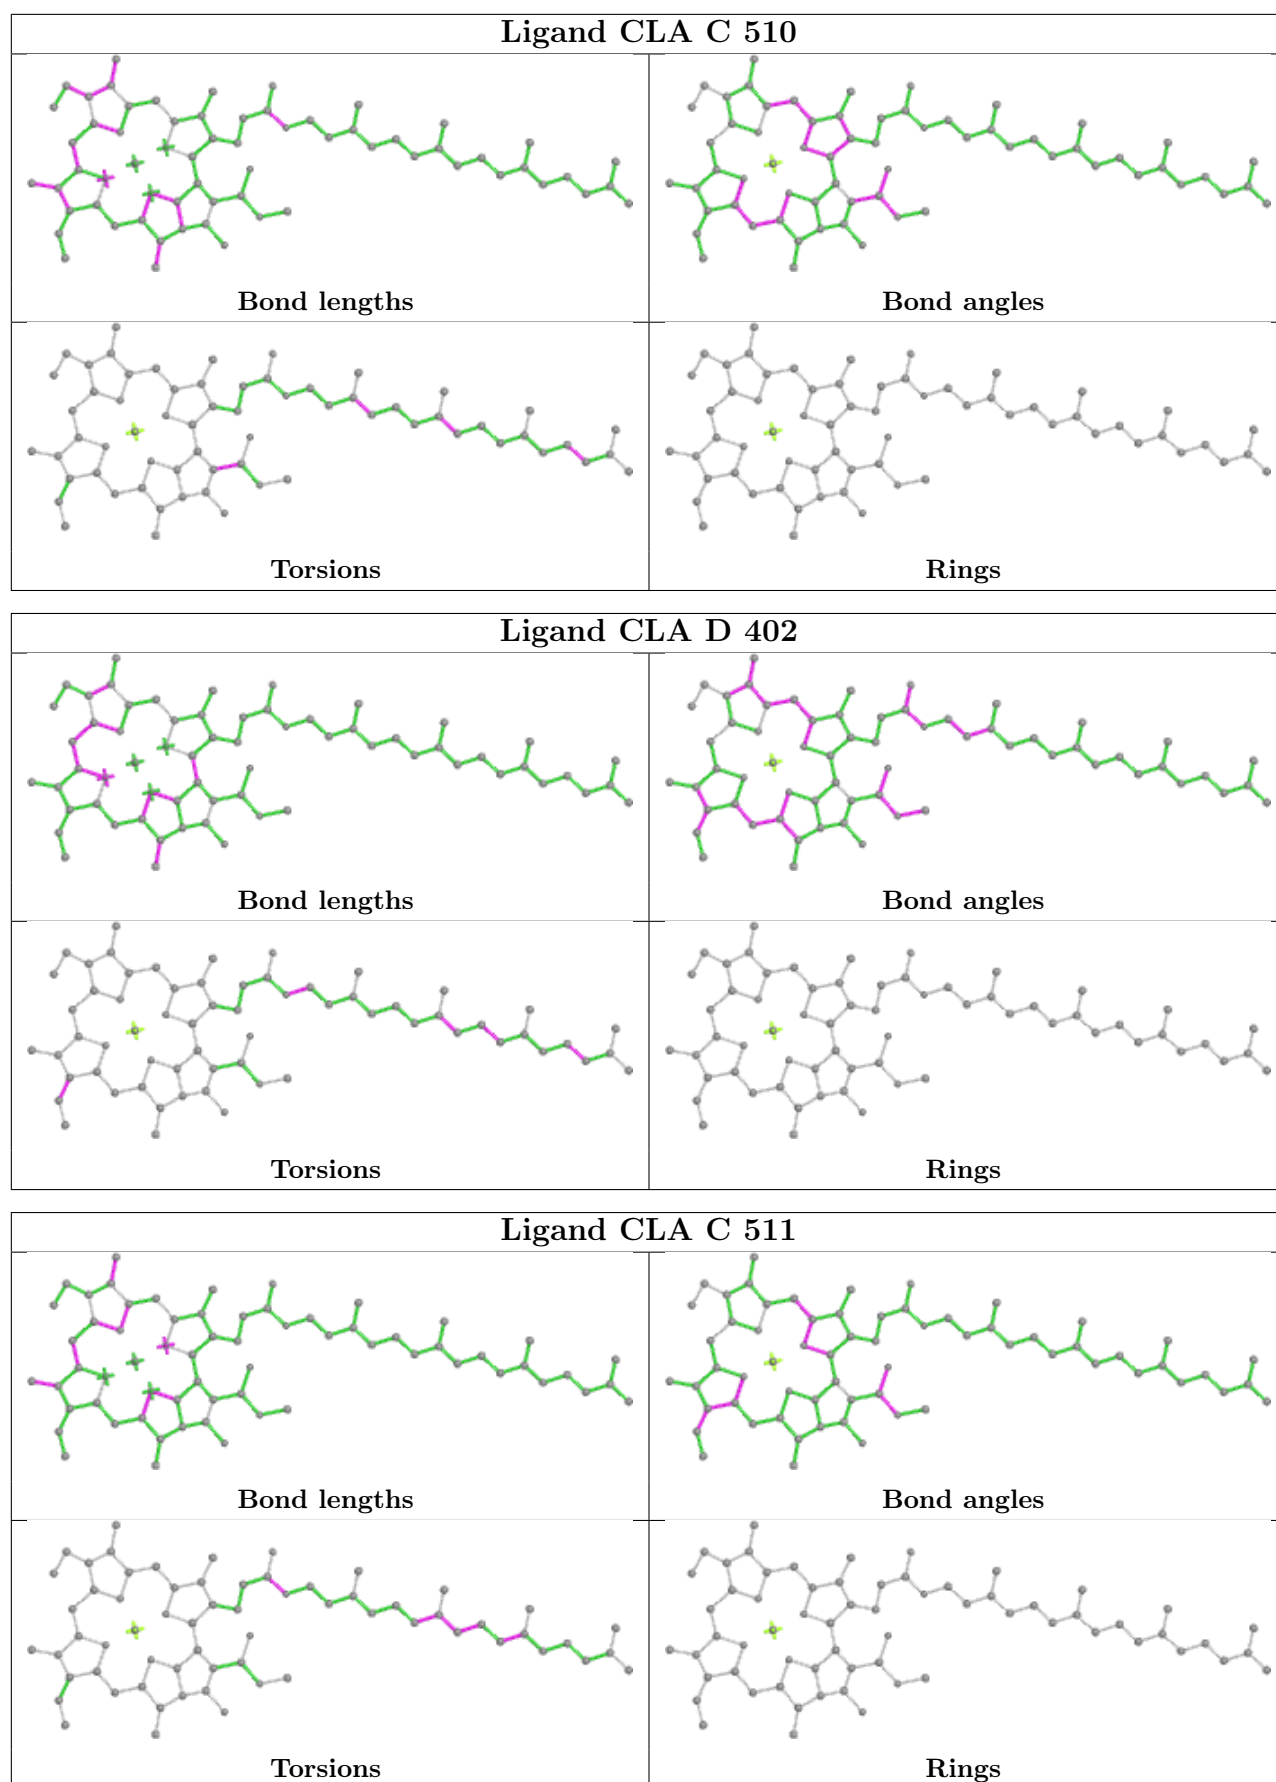 Ligand CLA C 510
Bond lengths
Bond angles
Torsions
Rings
Ligand CLA D 402
Bond lengths
Bond angles
Torsions
Rings
Ligand CLA C 511
Bond lengths
Bond angles
Torsions
Rings